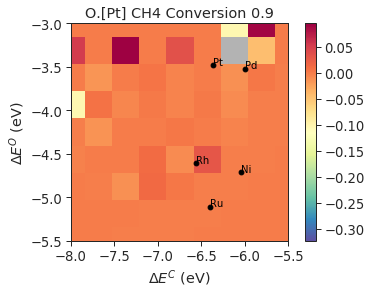 O.[Pt] CH4 Conversion 0.9
−3.0
−3.5
−4.0
−4.5
−5.0
−5.5
ΔE^O (eV)
Pt
Pd
Rh
Ni
Ru
−8.0 −7.5 −7.0 −6.5 −6.0 −5.5
ΔE^C (eV)
0.05
0.00
−0.05
−0.10
−0.15
−0.20
−0.25
−0.30